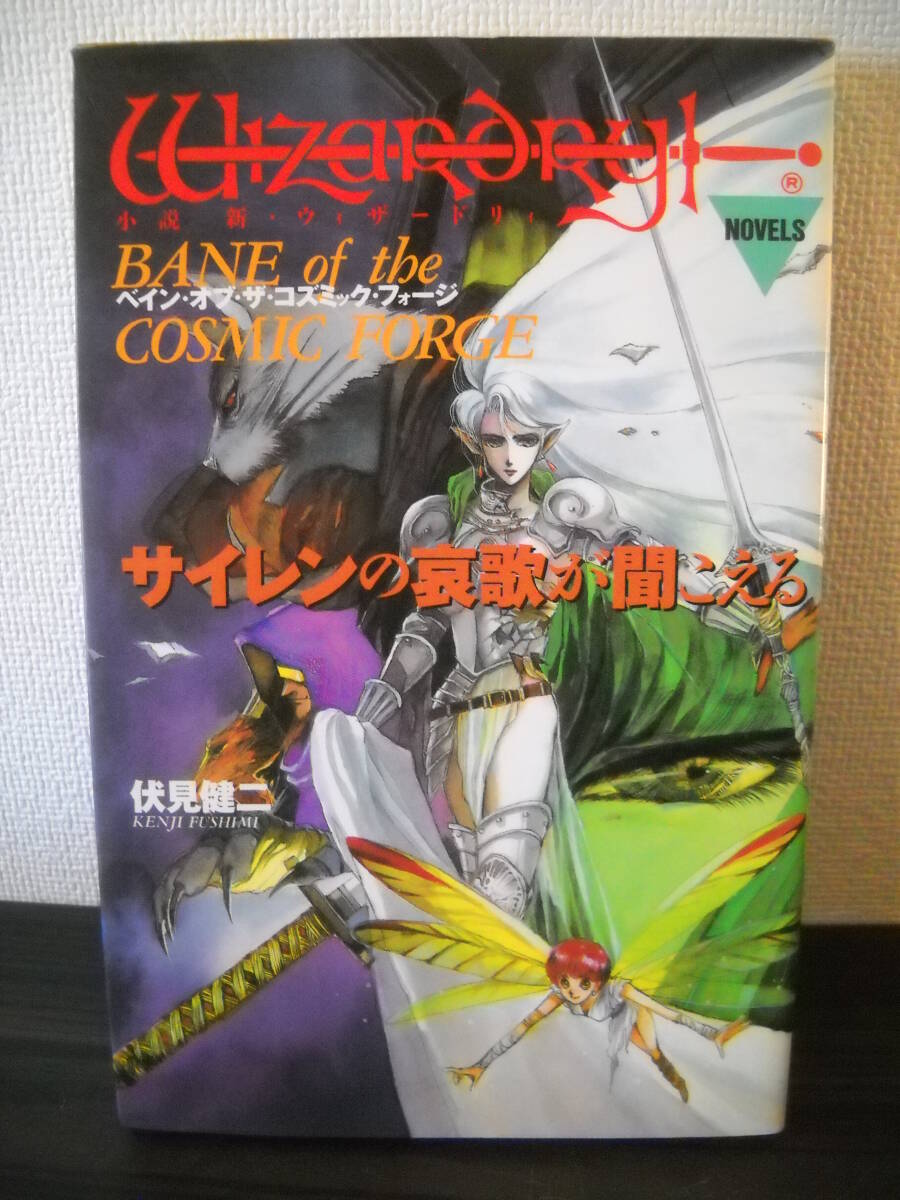 Wizardry
®
小説 新・ウィザードリィ
NOVELS
BANE of the
ベイン・オブ・ザ・コズミック・フォージ
COSMIC FORGE
サイレンの哀歌が聞こえる
伏見健二
KENJI FUSHIMI